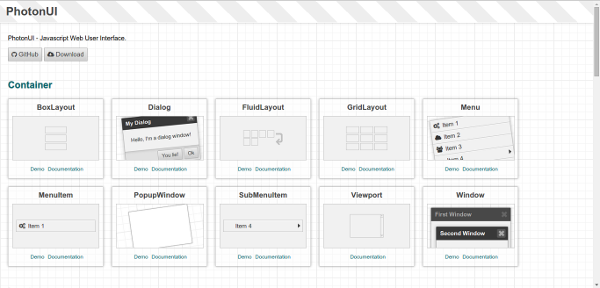 PhotonUI
PhotonUI - Javascript Web User Interface.
GitHub Download
Container
BoxLayout Dialog FluidLayout GridLayout Menu
My Dialog
Hello, I'm a dialog window!
You lie! Ok
Item 1
Item 2
Item 3
Item 4
Demo Documentation Demo Documentation Demo Documentation Demo Documentation Demo Documentation
MenuItem PopupWindow SubMenuItem Viewport Window
Item 1
Item 4
First Window
Second Window
Demo Documentation Demo Documentation Demo Documentation Documentation Demo Documentation